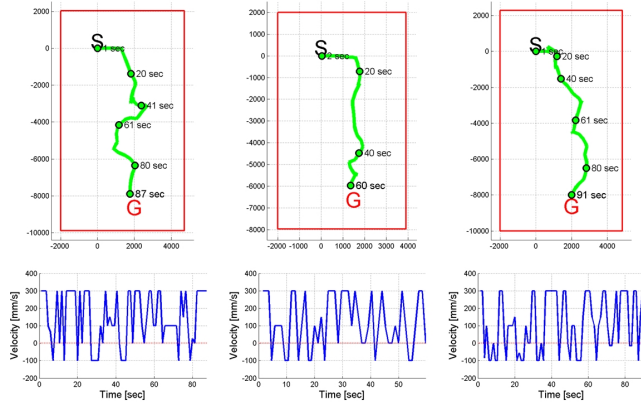 2000
0
-2000
-4000
-6000
-8000
-10000
-2000 0 2000 4000
S
1 sec
20 sec
41 sec
61 sec
80 sec
87 sec
G
2000
1000
0
-1000
-2000
-3000
-4000
-5000
-6000
-7000
-8000
-2000 -1000 0 1000 2000 3000 4000
S
2 sec
20 sec
40 sec
60 sec
G
2000
0
-2000
-4000
-6000
-8000
-10000
-2000 0 2000 4000
S
1 sec
20 sec
40 sec
61 sec
80 sec
91 sec
G
Velocity [mm/s]
400
300
200
100
0
-100
-200
0 20 40 60 80
Time [sec]
Velocity [mm/s]
400
300
200
100
0
-100
-200
0 10 20 30 40 50 60
Time [sec]
Velocity [mm/s]
400
300
200
100
0
-100
-200
0 20 40 60 80
Time [sec]